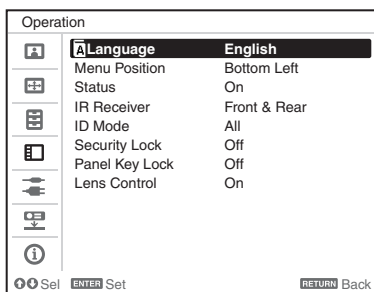 Operation
A Language English
Menu Position Bottom Left
Status On
IR Receiver Front & Rear
ID Mode All
Security Lock Off
Panel Key Lock Off
Lens Control On
Sel ENTER Set RETURN Back